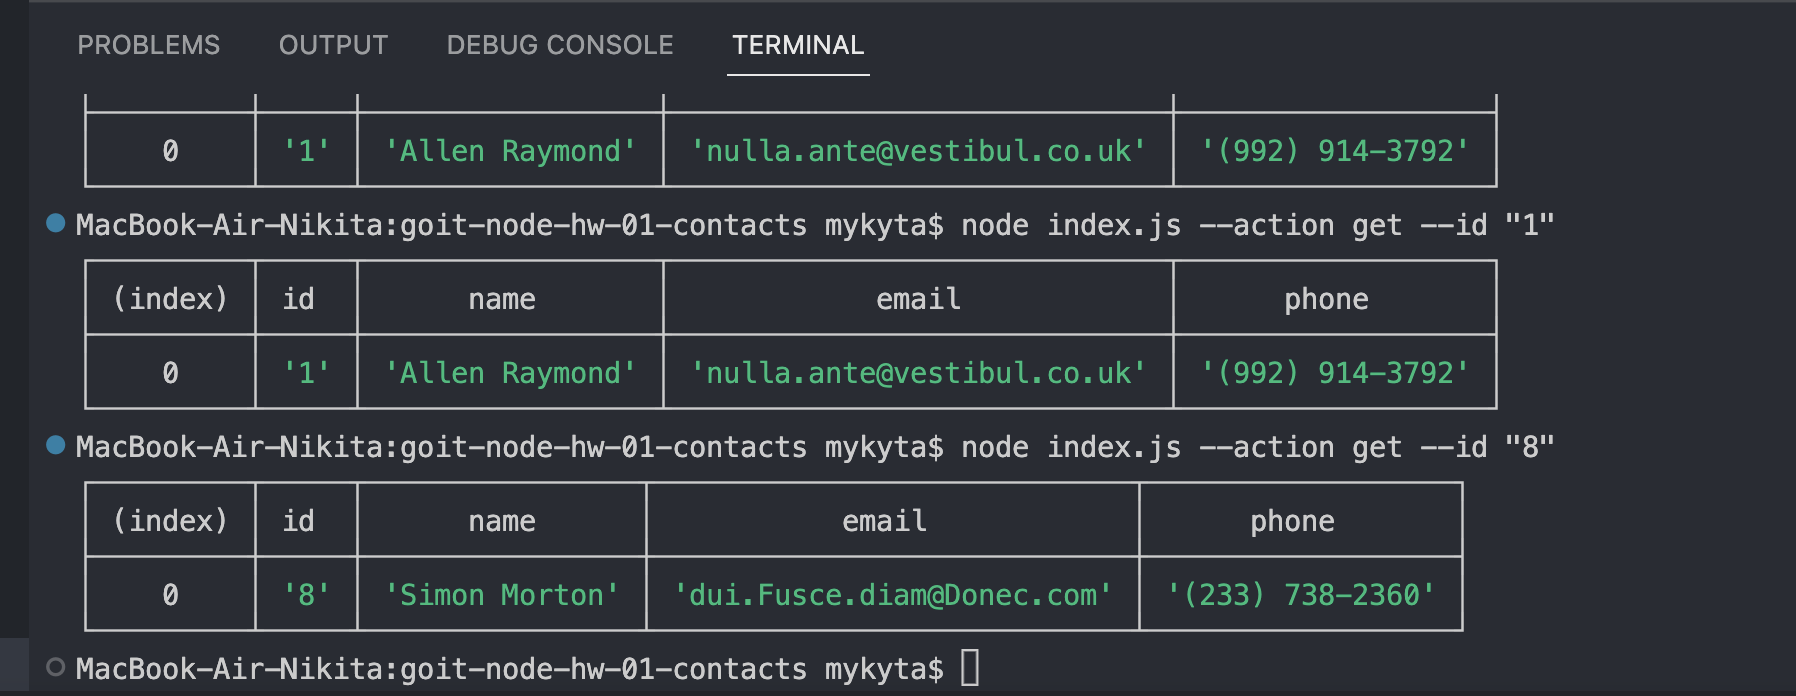 PROBLEMS OUTPUT DEBUG CONSOLE TERMINAL
0 '1' 'Allen Raymond' 'nulla.ante@vestibul.co.uk' '(992) 914-3792'
MacBook-Air-Nikita:goit-node-hw-01-contacts mykyta$ node index.js --action get --id "1"
(index) id name email phone
0 '1' 'Allen Raymond' 'nulla.ante@vestibul.co.uk' '(992) 914-3792'
MacBook-Air-Nikita:goit-node-hw-01-contacts mykyta$ node index.js --action get --id "8"
(index) id name email phone
0 '8' 'Simon Morton' 'dui.Fusce.diam@Donec.com' '(233) 738-2360'
MacBook-Air-Nikita:goit-node-hw-01-contacts mykyta$